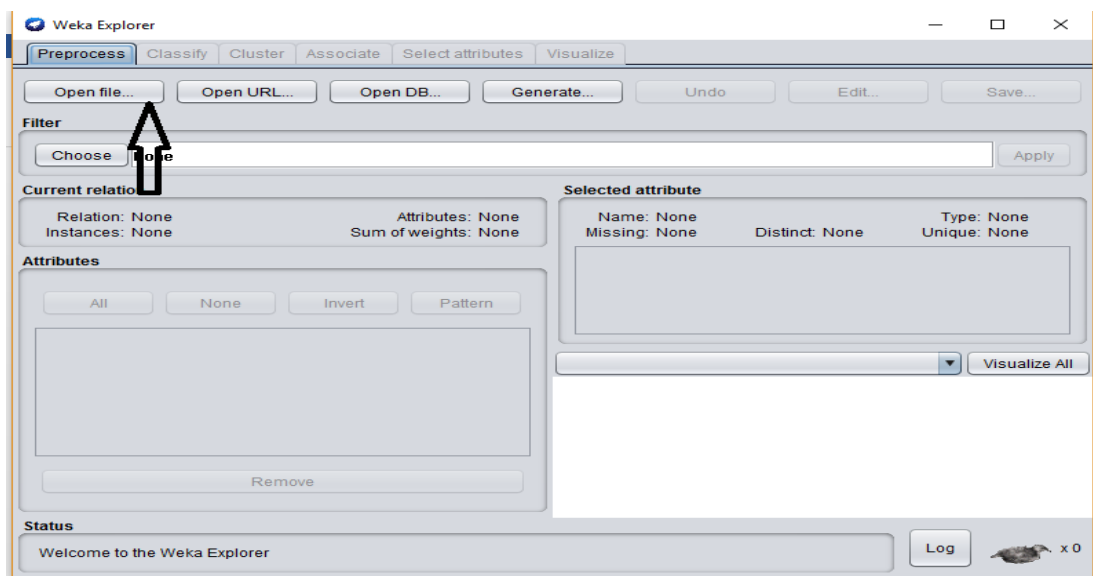 Weka Explorer
Preprocess Classify Cluster Associate Select attributes Visualize
Open file... Open URL... Open DB... Generate... Undo Edit... Save...
Filter
Choose None Apply
Current relation
Relation: None Attributes: None
Instances: None Sum of weights: None
Selected attribute
Name: None Type: None
Missing: None Distinct: None Unique: None
Attributes
All None Invert Pattern
Remove
Visualize All
Status
Welcome to the Weka Explorer
Log x 0